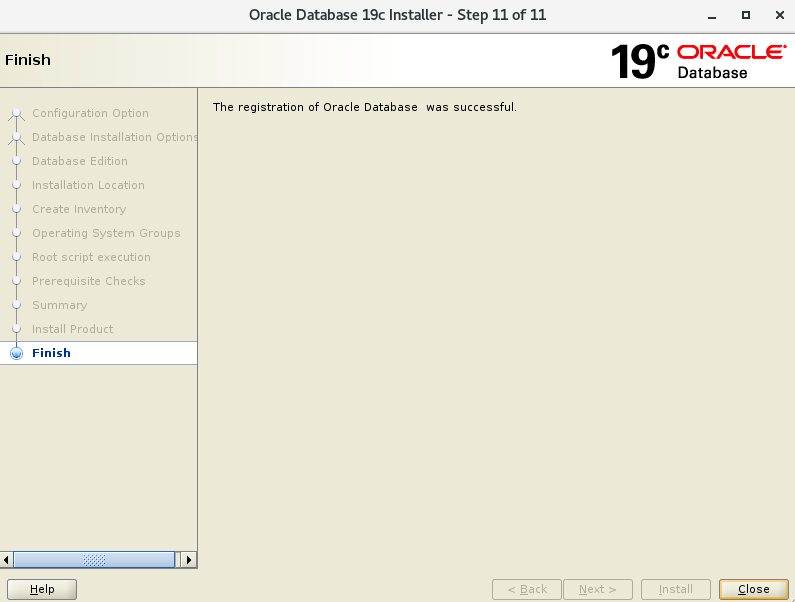 Oracle Database 19c Installer - Step 11 of 11
Finish
19c ORACLE
Database
Configuration Option
Database Installation Options
Database Edition
Installation Location
Create Inventory
Operating System Groups
Root script execution
Prerequisite Checks
Summary
Install Product
Finish
The registration of Oracle Database  was successful.
Help
< Back
Next >
Install
Close